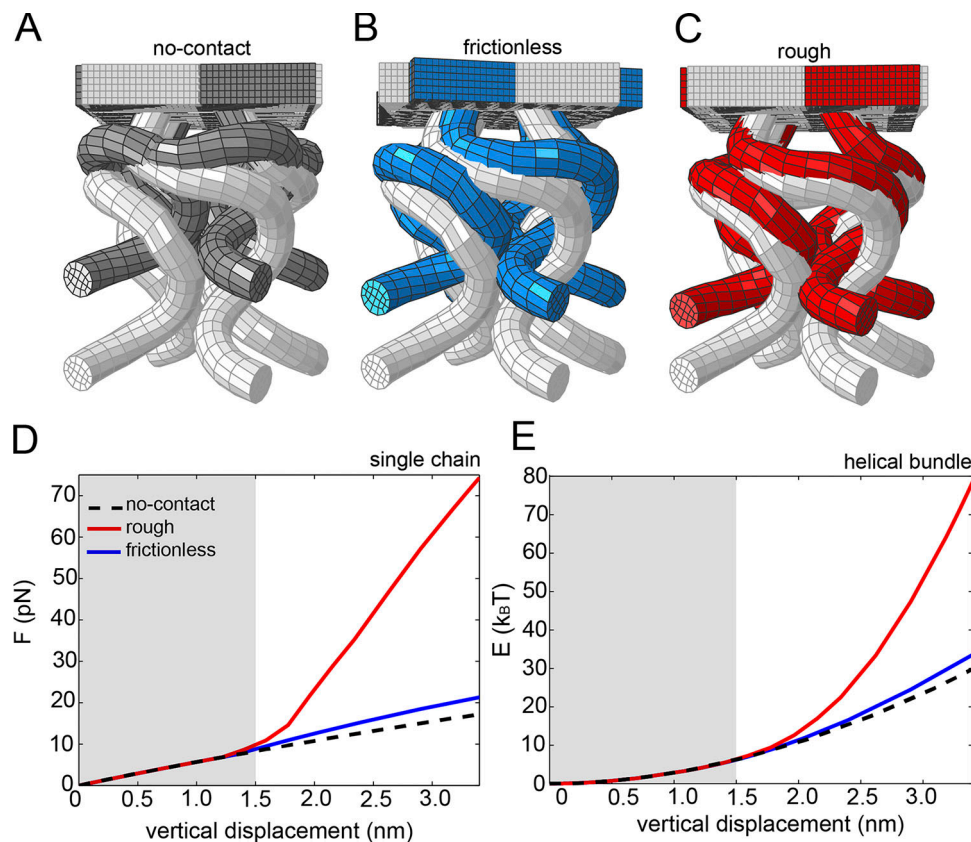 A
no-contact
B
frictionless
C
rough
D
single chain
70
60
50
40
30
20
10
0
F (pN)
no-contact
rough
frictionless
0 0.5 1.0 1.5 2.0 2.5 3.0
vertical displacement (nm)
E
helical bundle
80
70
60
50
40
30
20
10
0
E (kBT)
0 0.5 1.0 1.5 2.0 2.5 3.0
vertical displacement (nm)